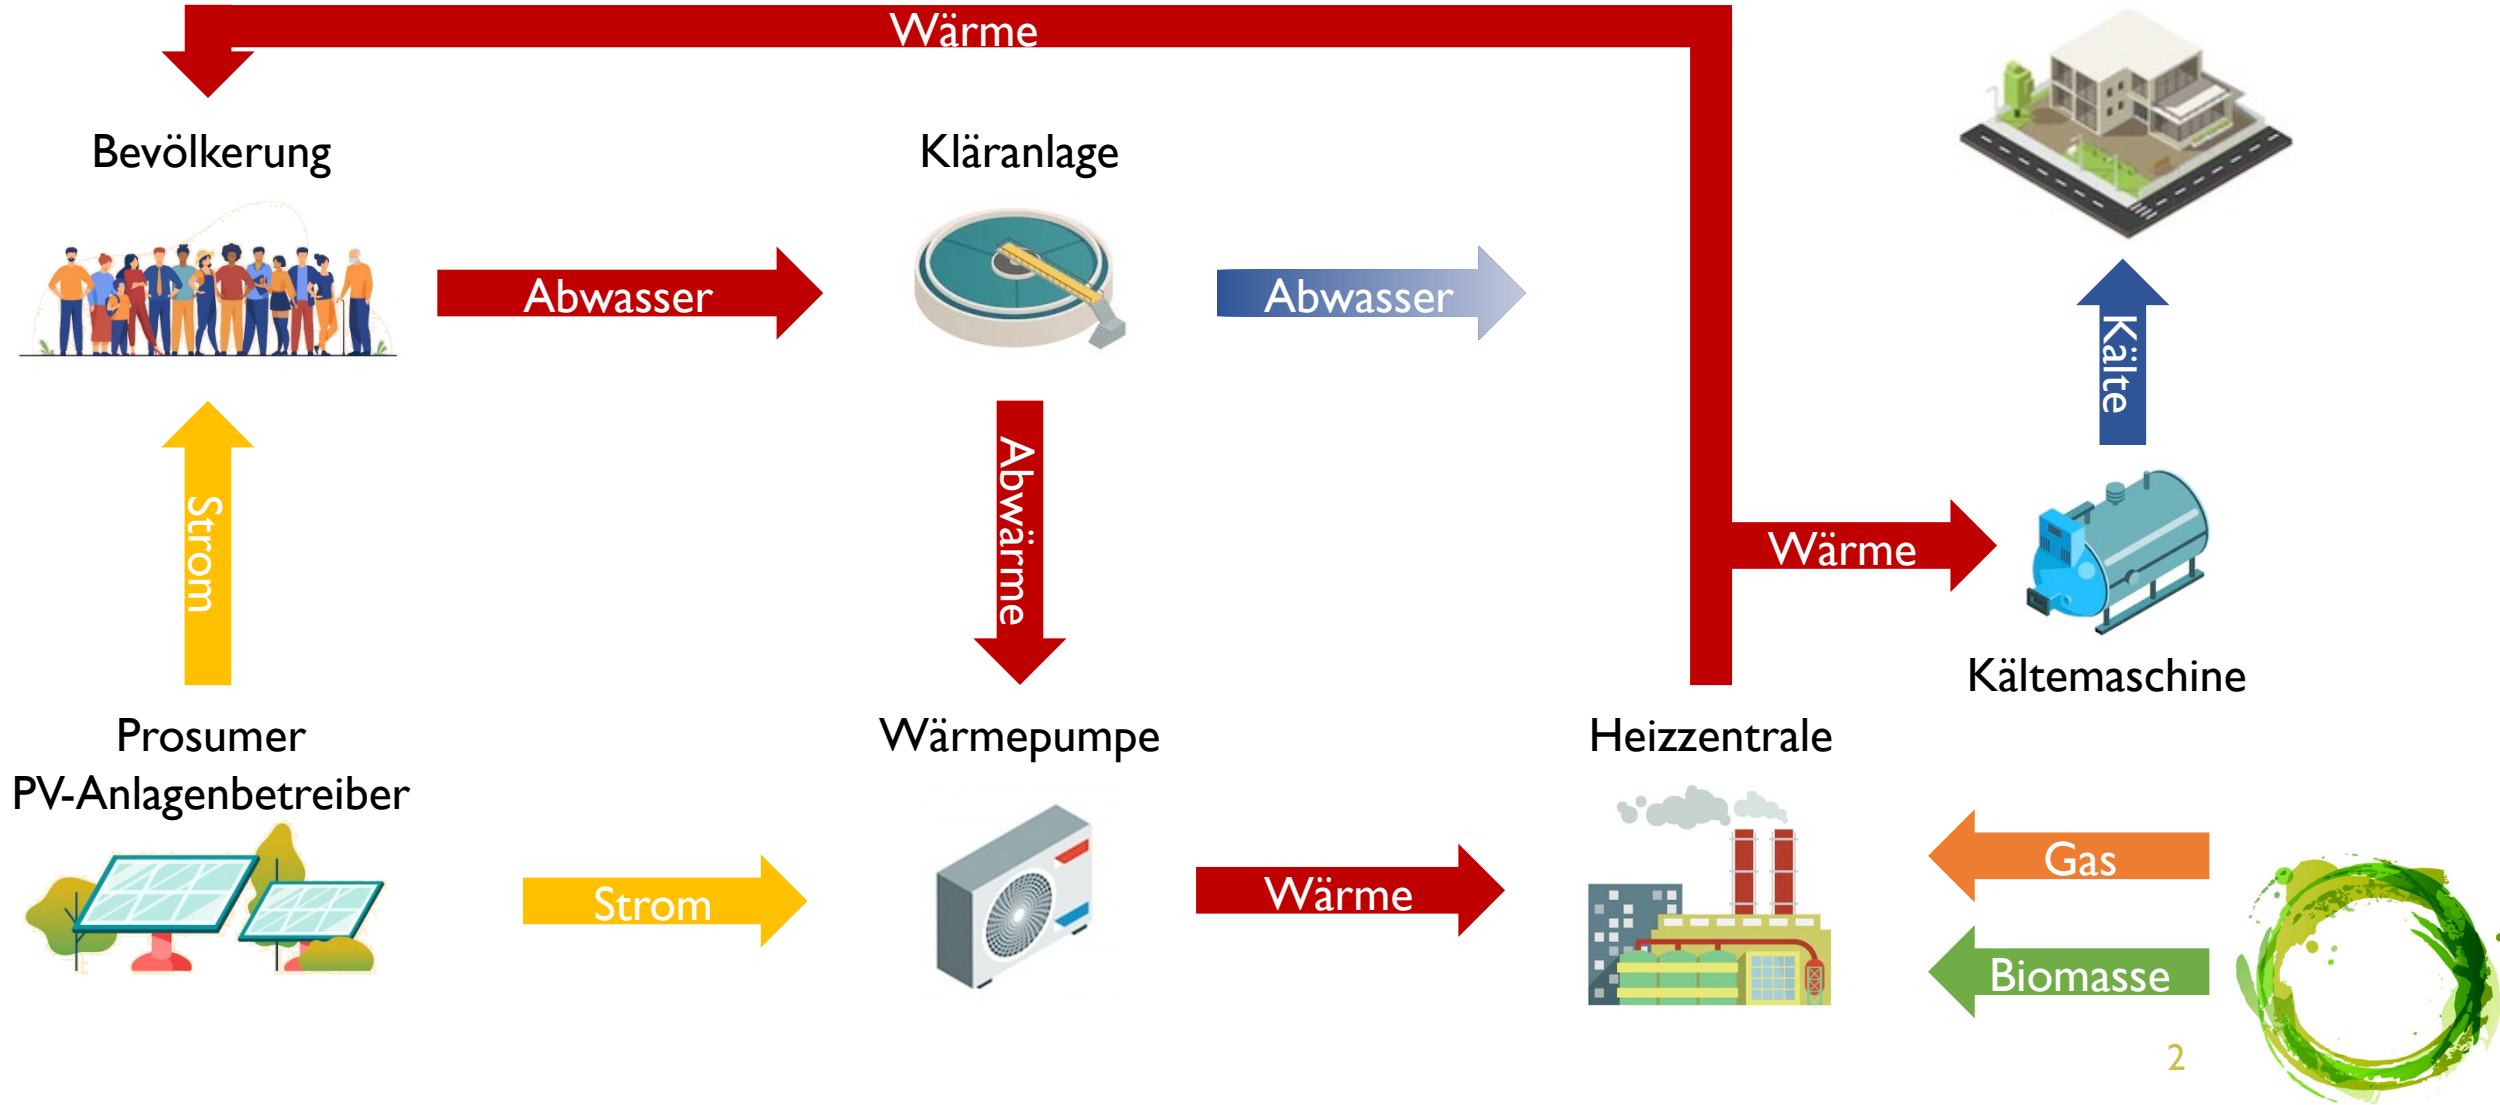 Wärme
Bevölkerung
Kläranlage
Abwasser
Abwasser
Kälte
Strom
Abwärme
Wärme
Kältemaschine
Prosumer
PV-Anlagenbetreiber
Wärmepumpe
Heizzentrale
Strom
Wärme
Gas
Biomasse
2